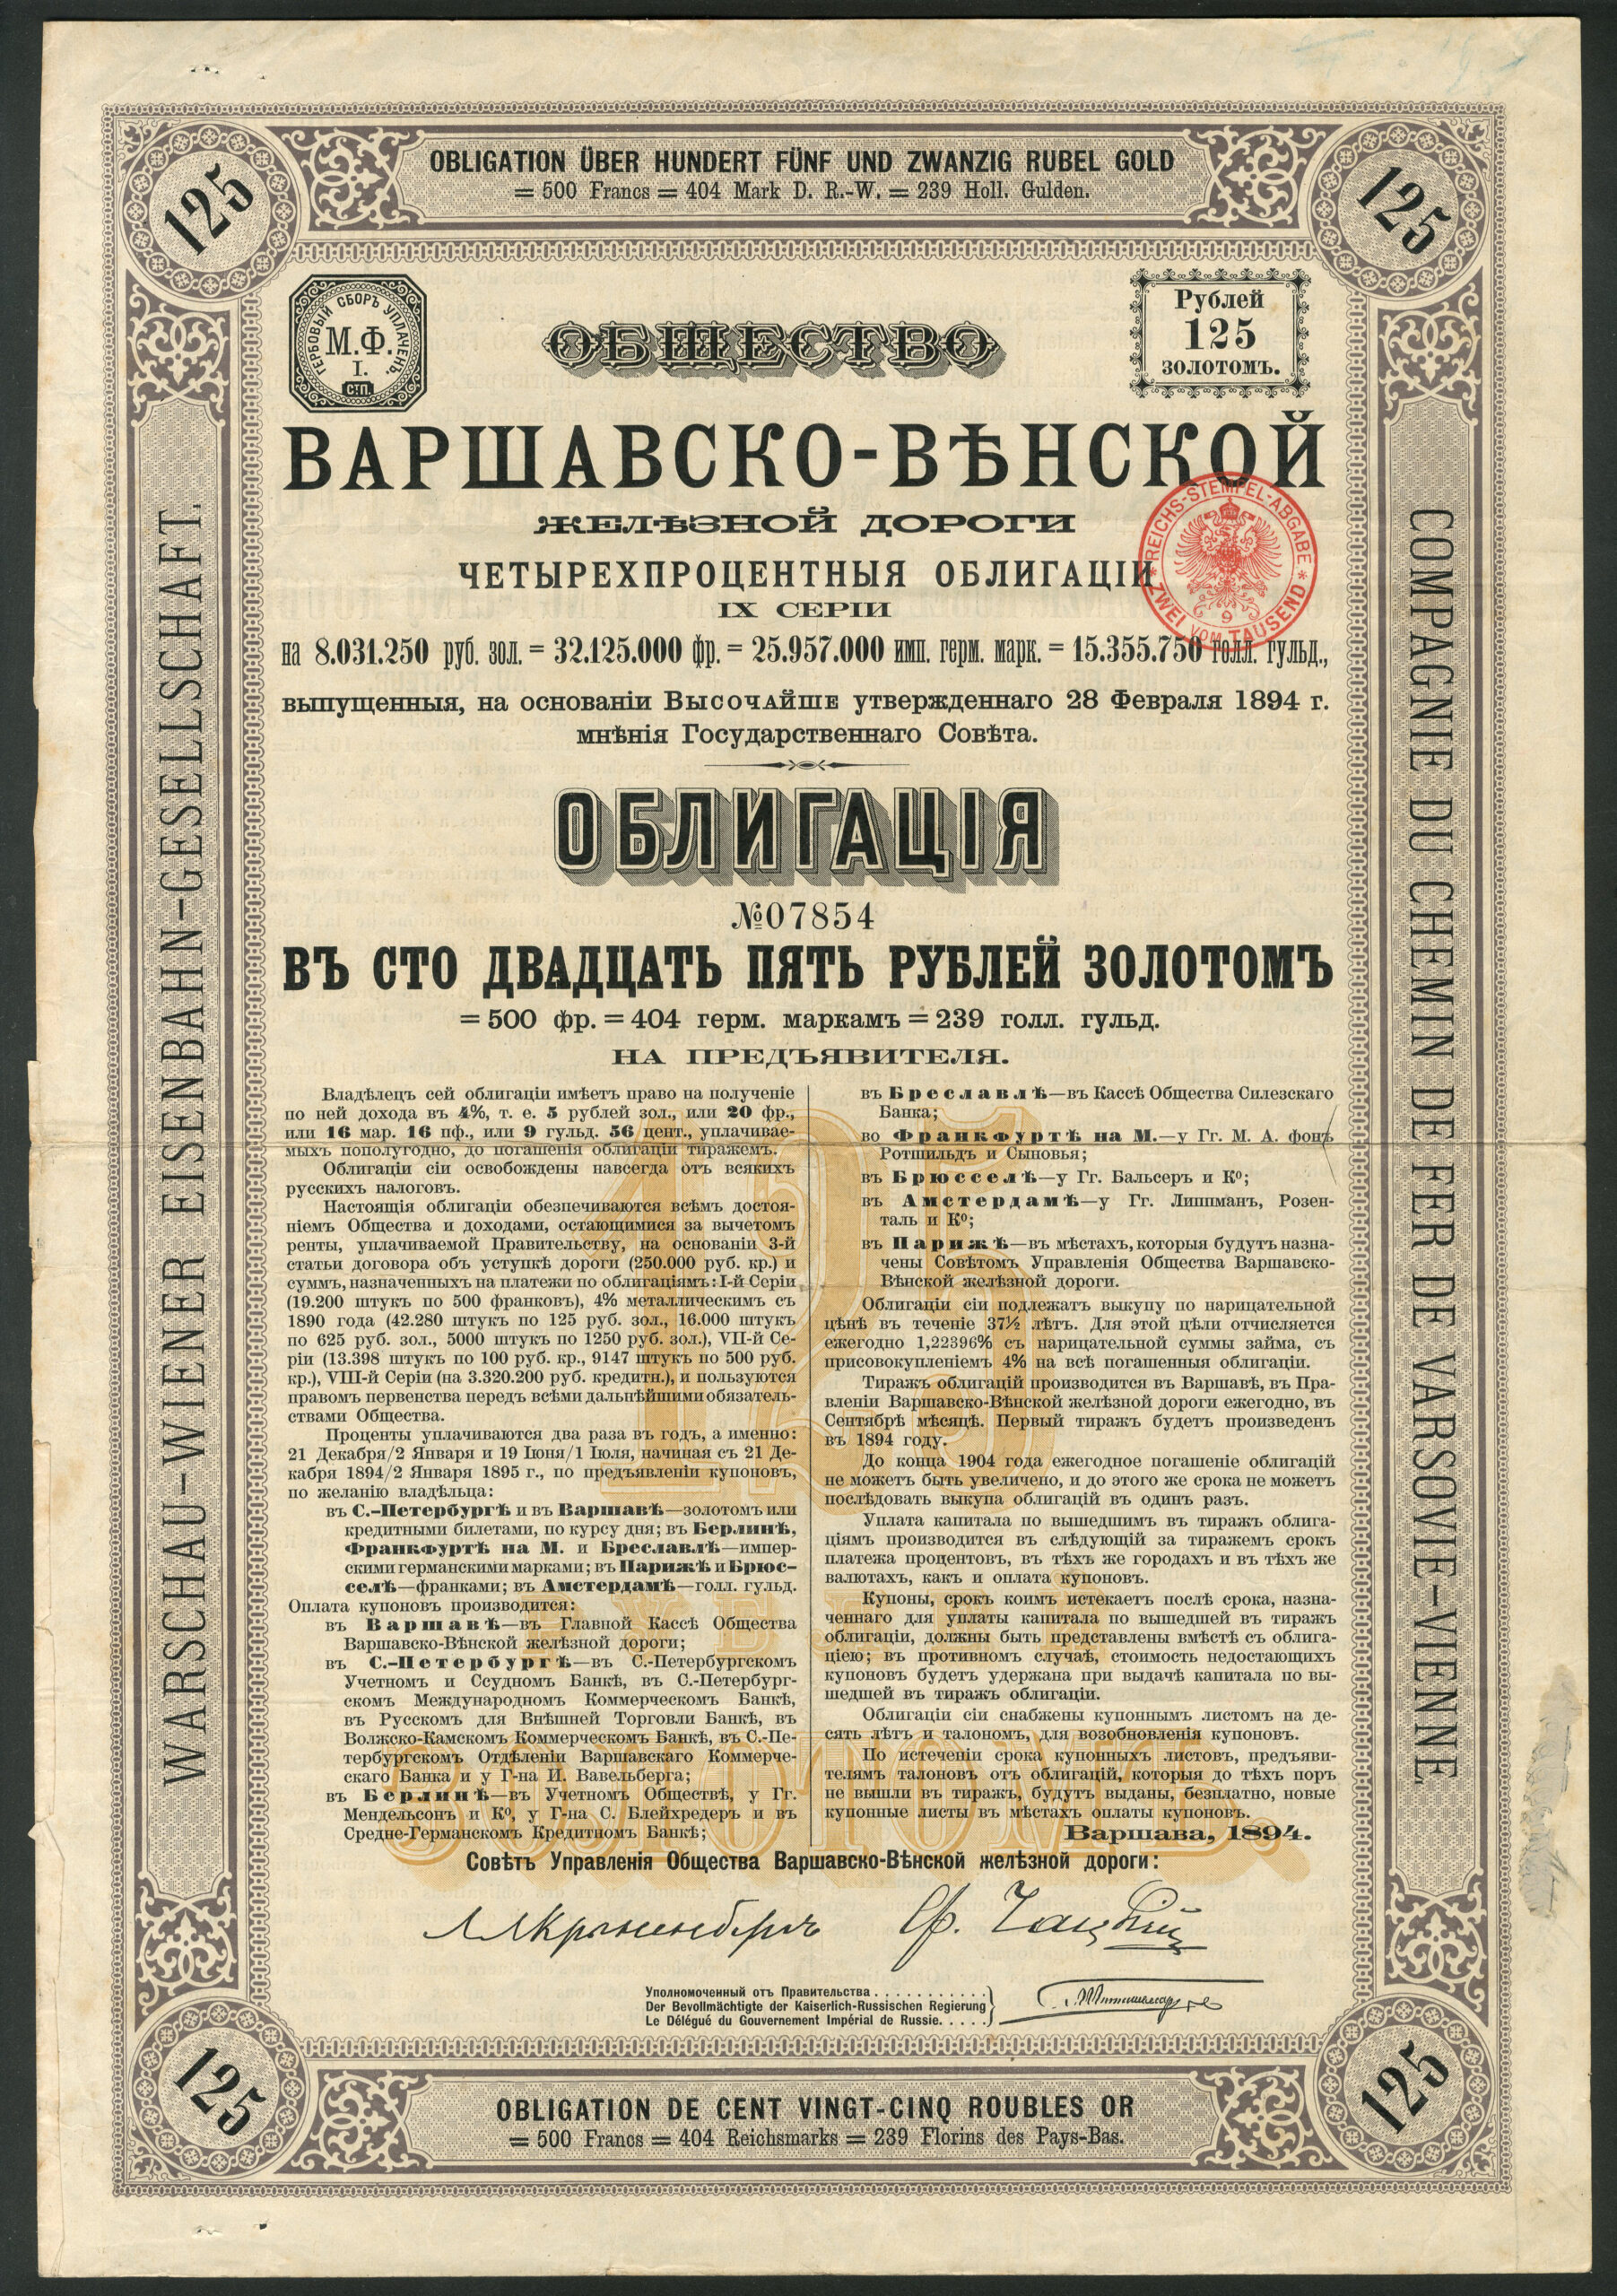 OBLIGATION ÜBER HUNDERT FÜNF UND ZWANZIG RUBEL GOLD
= 500 Francs = 404 Mark D. R.-W. = 239 Holl. Gulden.
125
125
ГЕРБОВЫЙ СБОРЪ УПЛАЧЕНЪ.
М.Ф.
I.
СТП.
ОБЩЕСТВО
Рублей
125
золотомъ.
ВАРШАВСКО-ВѢНСКОЙ
ЖЕЛѢЗНОЙ ДОРОГИ
REICHS-STEMPEL-ABGABE * ZWEI VOM TAUSEND *
9
ЧЕТЫРЕХПРОЦЕНТНЫЯ ОБЛИГАЦІИ
IX СЕРІИ
на 8.031.250 руб. зол. = 32.125.000 фр. = 25.957.000 имп. герм. марк. = 15.355.750 голл. гульд.,
выпущенныя, на основаніи Высочайше утвержденнаго 28 Февраля 1894 г.
мнѣнія Государственнаго Совѣта.
ОБЛИГАЦІЯ
№07854
ВЪ СТО ДВАДЦАТЬ ПЯТЬ РУБЛЕЙ ЗОЛОТОМЪ
= 500 фр. = 404 герм. маркамъ = 239 голл. гульд.
НА ПРЕДЪЯВИТЕЛЯ.
WARSCHAU-WIENER EISENBAHN-GESELLSCHAFT.
COMPAGNIE DU CHEMIN DE FER DE VARSOVIE-VIENNE.
Владѣлецъ сей облигаціи имѣетъ право на полученіе
по ней дохода въ 4%, т. е. 5 рублей зол., или 20 фр.,
или 16 мар. 16 пф., или 9 гульд. 56 цент., уплачивае-
мыхъ пополугодно, до погашенія облигаціи тиражемъ.
Облигаціи сіи освобождены навсегда отъ всякихъ
русскихъ налоговъ.
Настоящія облигаціи обезпечиваются всѣмъ достоя-
ніемъ Общества и доходами, остающимися за вычетомъ
ренты, уплачиваемой Правительству, на основаніи 3-й
статьи договора объ уступкѣ дороги (250.000 руб. кр.) и
суммъ, назначенныхъ на платежи по облигаціямъ: I-й Серіи
(19.200 штукъ по 500 франковъ), 4% металлическимъ съ
1890 года (42.280 штукъ по 125 руб. зол., 16.000 штукъ
по 625 руб. зол., 5000 штукъ по 1250 руб. зол.), VII-й Се-
ріи (13.398 штукъ по 100 руб. кр., 9147 штукъ по 500 руб.
кр.), VIII-й Серіи (на 3.320.200 руб. кредитн.), и пользуются
правомъ первенства передъ всѣми дальнѣйшими обязатель-
ствами Общества.
Проценты уплачиваются два раза въ годъ, а именно:
21 Декабря/2 Января и 19 Іюня/1 Іюля, начиная съ 21 Де-
кабря 1894/2 Января 1895 г., по предъявленіи купоновъ,
по желанію владѣльца:
въ С.-Петербургѣ и въ Варшавѣ—золотомъ или
кредитными билетами, по курсу дня; въ Берлинѣ,
Франкфуртѣ на М. и Бреславлѣ—импер-
скими германскими марками; въ Парижѣ и Брюс-
селѣ—франками; въ Амстердамѣ—голл. гульд.
Оплата купоновъ производится:
въ Варшавѣ—въ Главной Кассѣ Общества
Варшавско-Вѣнской желѣзной дороги;
въ С.-Петербургѣ—въ С.-Петербургскомъ
Учетномъ и Ссудномъ Банкѣ, въ С.-Петербург-
скомъ Международномъ Коммерческомъ Банкѣ,
въ Русскомъ для Внѣшней Торговли Банкѣ, въ
Волжско-Камскомъ Коммерческомъ Банкѣ, въ С.-Пе-
тербургскомъ Отдѣленіи Варшавскаго Коммерче-
скаго Банка и у Г-на И. Вавельберга;
въ Берлинѣ—въ Учетномъ Обществѣ, у Гг.
Мендельсонъ и Ко, у Г-на С. Блейхредеръ и въ
Средне-Германскомъ Кредитномъ Банкѣ;
въ Бреславлѣ—въ Кассѣ Общества Силезскаго
Банка;
во Франкфуртѣ на М.—у Гг. М. А. фонъ
Ротшильдъ и Сыновья;
въ Брюсселѣ—у Гг. Бальсеръ и Ко;
въ Амстердамѣ—у Гг. Липпманъ, Розен-
таль и Ко;
въ Парижѣ—въ мѣстахъ, которыя будутъ назна-
чены Совѣтомъ Управленія Общества Варшавско-
Вѣнской желѣзной дороги.
Облигаціи сіи подлежатъ выкупу по нарицательной
цѣнѣ въ теченіе 37½ лѣтъ. Для этой цѣли отчисляется
ежегодно 1,22396% съ нарицательной суммы займа, съ
присовокупленіемъ 4% на всѣ погашенныя облигаціи.
Тиражъ облигацій производится въ Варшавѣ, въ Пра-
вленіи Варшавско-Вѣнской желѣзной дороги ежегодно, въ
Сентябрѣ мѣсяцѣ. Первый тиражъ будетъ произведенъ
въ 1894 году.
До конца 1904 года ежегодное погашеніе облигацій
не можетъ быть увеличено, и до этого же срока не можетъ
послѣдовать выкупа облигацій въ одинъ разъ.
Уплата капитала по вышедшимъ въ тиражъ облига-
ціямъ производится въ слѣдующій за тиражемъ срокъ
платежа процентовъ, въ тѣхъ же городахъ и въ тѣхъ же
валютахъ, какъ и оплата купоновъ.
Купоны, срокъ коимъ истекаетъ послѣ срока, назна-
ченнаго для уплаты капитала по вышедшей въ тиражъ
облигаціи, должны быть представлены вмѣстѣ съ облига-
ціею; въ противномъ случаѣ, стоимость недостающихъ
купоновъ будетъ удержана при выдачѣ капитала по вы-
шедшей въ тиражъ облигаціи.
Облигаціи сіи снабжены купоннымъ листомъ на де-
сять лѣтъ и талономъ, для возобновленія купоновъ.
По истеченіи срока купонныхъ листовъ, предъяви-
телямъ талоновъ отъ облигацій, которыя до тѣхъ поръ
не вышли въ тиражъ, будутъ выданы, безплатно, новые
купонные листы въ мѣстахъ оплаты купоновъ.
Варшава, 1894.
125
РУБЛЕЙ
ЗОЛОТОМЪ.
Совѣтъ Управленія Общества Варшавско-Вѣнской желѣзной дороги:
Уполномоченный отъ Правительства . . . . . . . . . . . .
Der Bevollmächtigte der Kaiserlich-Russischen Regierung
Le Délégué du Gouvernement Impérial de Russie. . . . .
125
125
OBLIGATION DE CENT VINGT-CINQ ROUBLES OR
= 500 Francs = 404 Reichsmarks = 239 Florins des Pays-Bas.